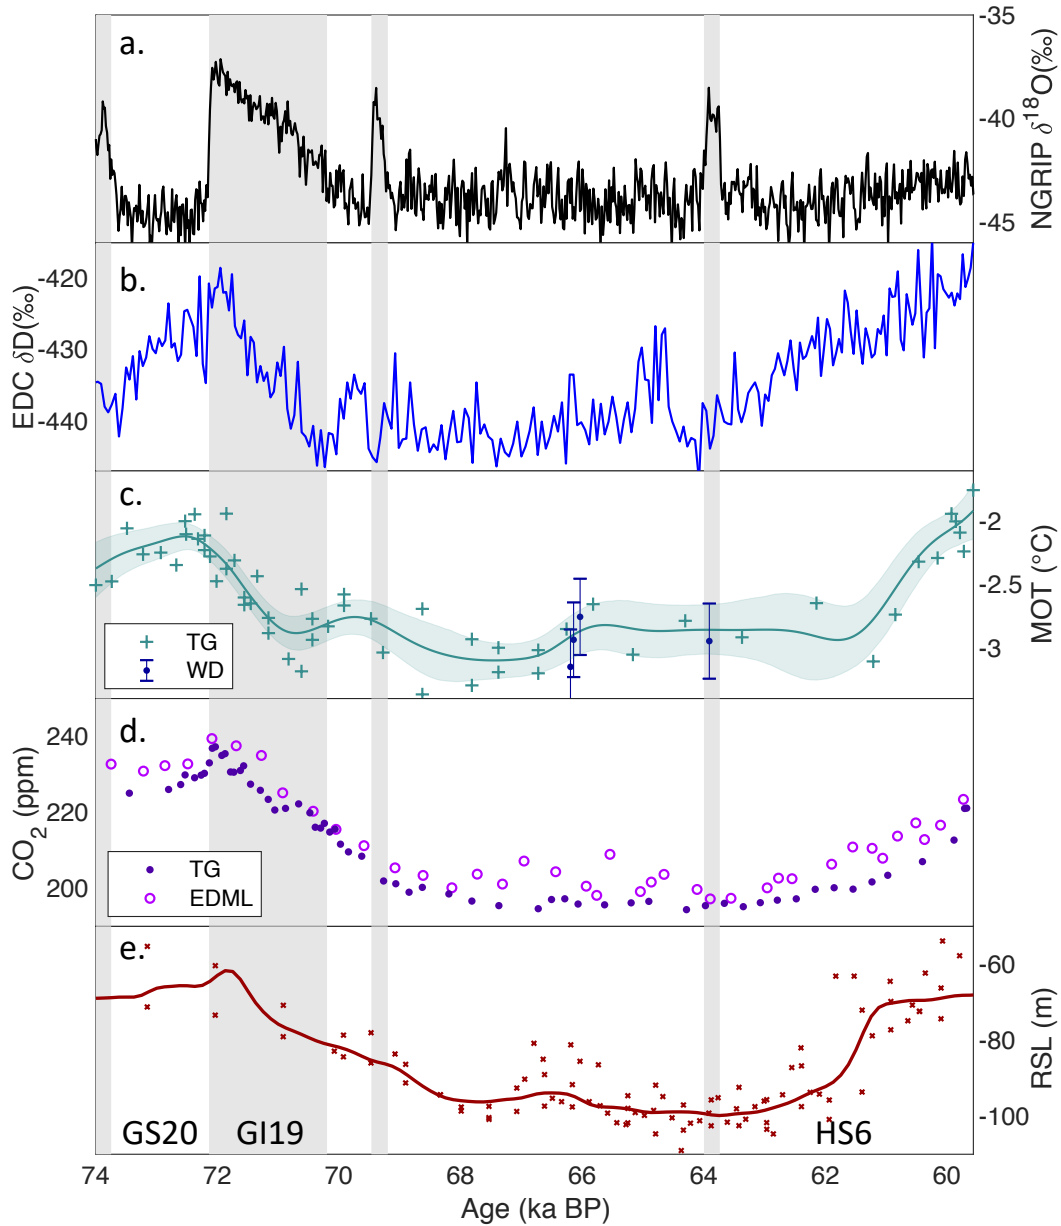 a.
-35
-40
-45
NGRIP δ¹⁸O(‰)
b.
-420
-430
-440
EDC δD(‰)
c.
-2
-2.5
-3
MOT (°C)
TG
WD
d.
240
220
200
CO₂ (ppm)
TG
EDML
e.
-60
-80
-100
RSL (m)
GS20
GI19
HS6
74
72
70
68
66
64
62
60
Age (ka BP)